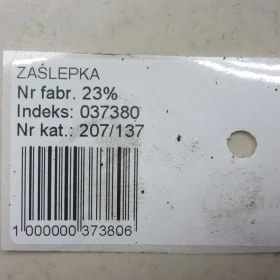 ZAŚLEPKA
Nr fabr. 23%
Indeks: 037380
Nr kat.: 207/137
1 000000 373806